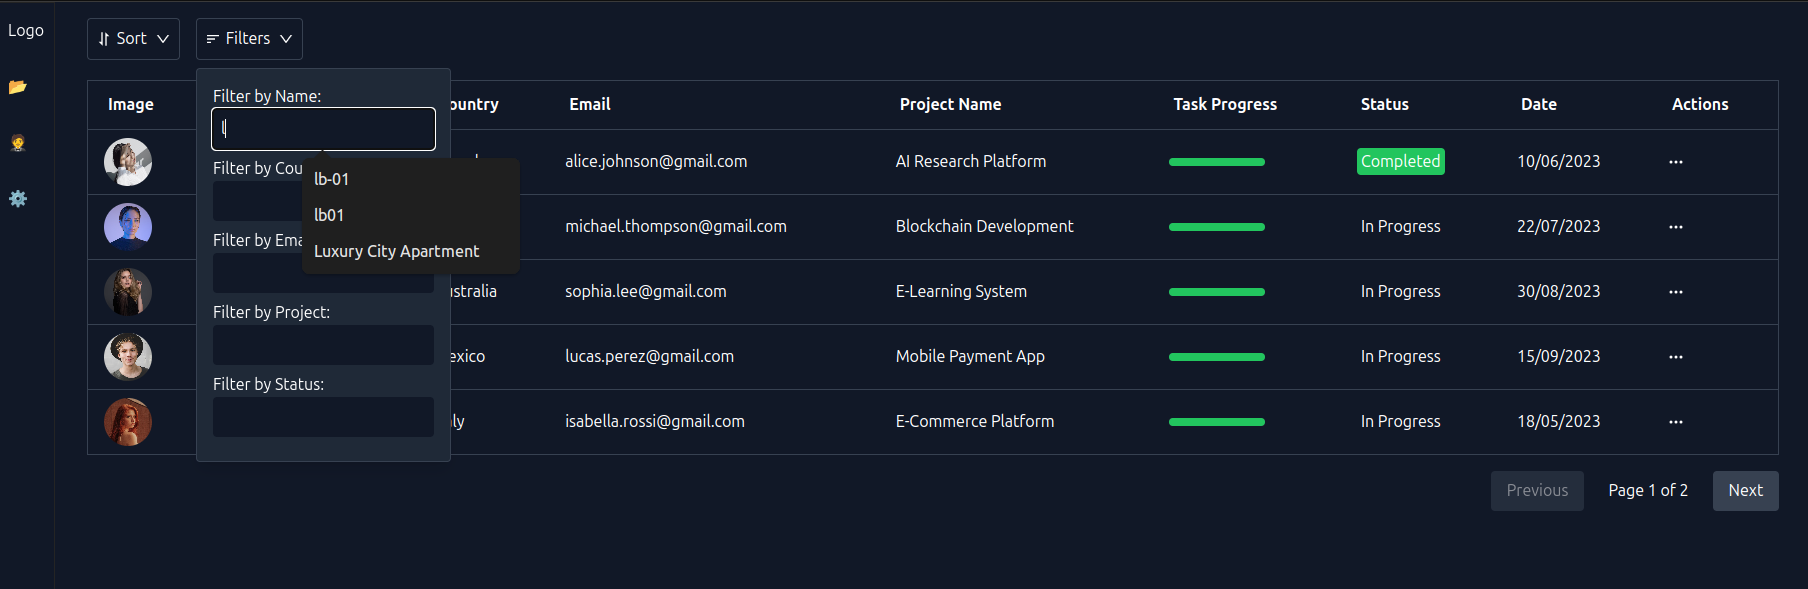 Logo
Sort
Filters
Filter by Name:
l
Filter by Cou
lb-01
lb01
Luxury City Apartment
Filter by Ema
Filter by Project:
Filter by Status:
Image ountry Email Project Name Task Progress Status Date Actions
alice.johnson@gmail.com AI Research Platform Completed 10/06/2023 ...
michael.thompson@gmail.com Blockchain Development In Progress 22/07/2023 ...
ustralia sophia.lee@gmail.com E-Learning System In Progress 30/08/2023 ...
exico lucas.perez@gmail.com Mobile Payment App In Progress 15/09/2023 ...
aly isabella.rossi@gmail.com E-Commerce Platform In Progress 18/05/2023 ...
Previous Page 1 of 2 Next